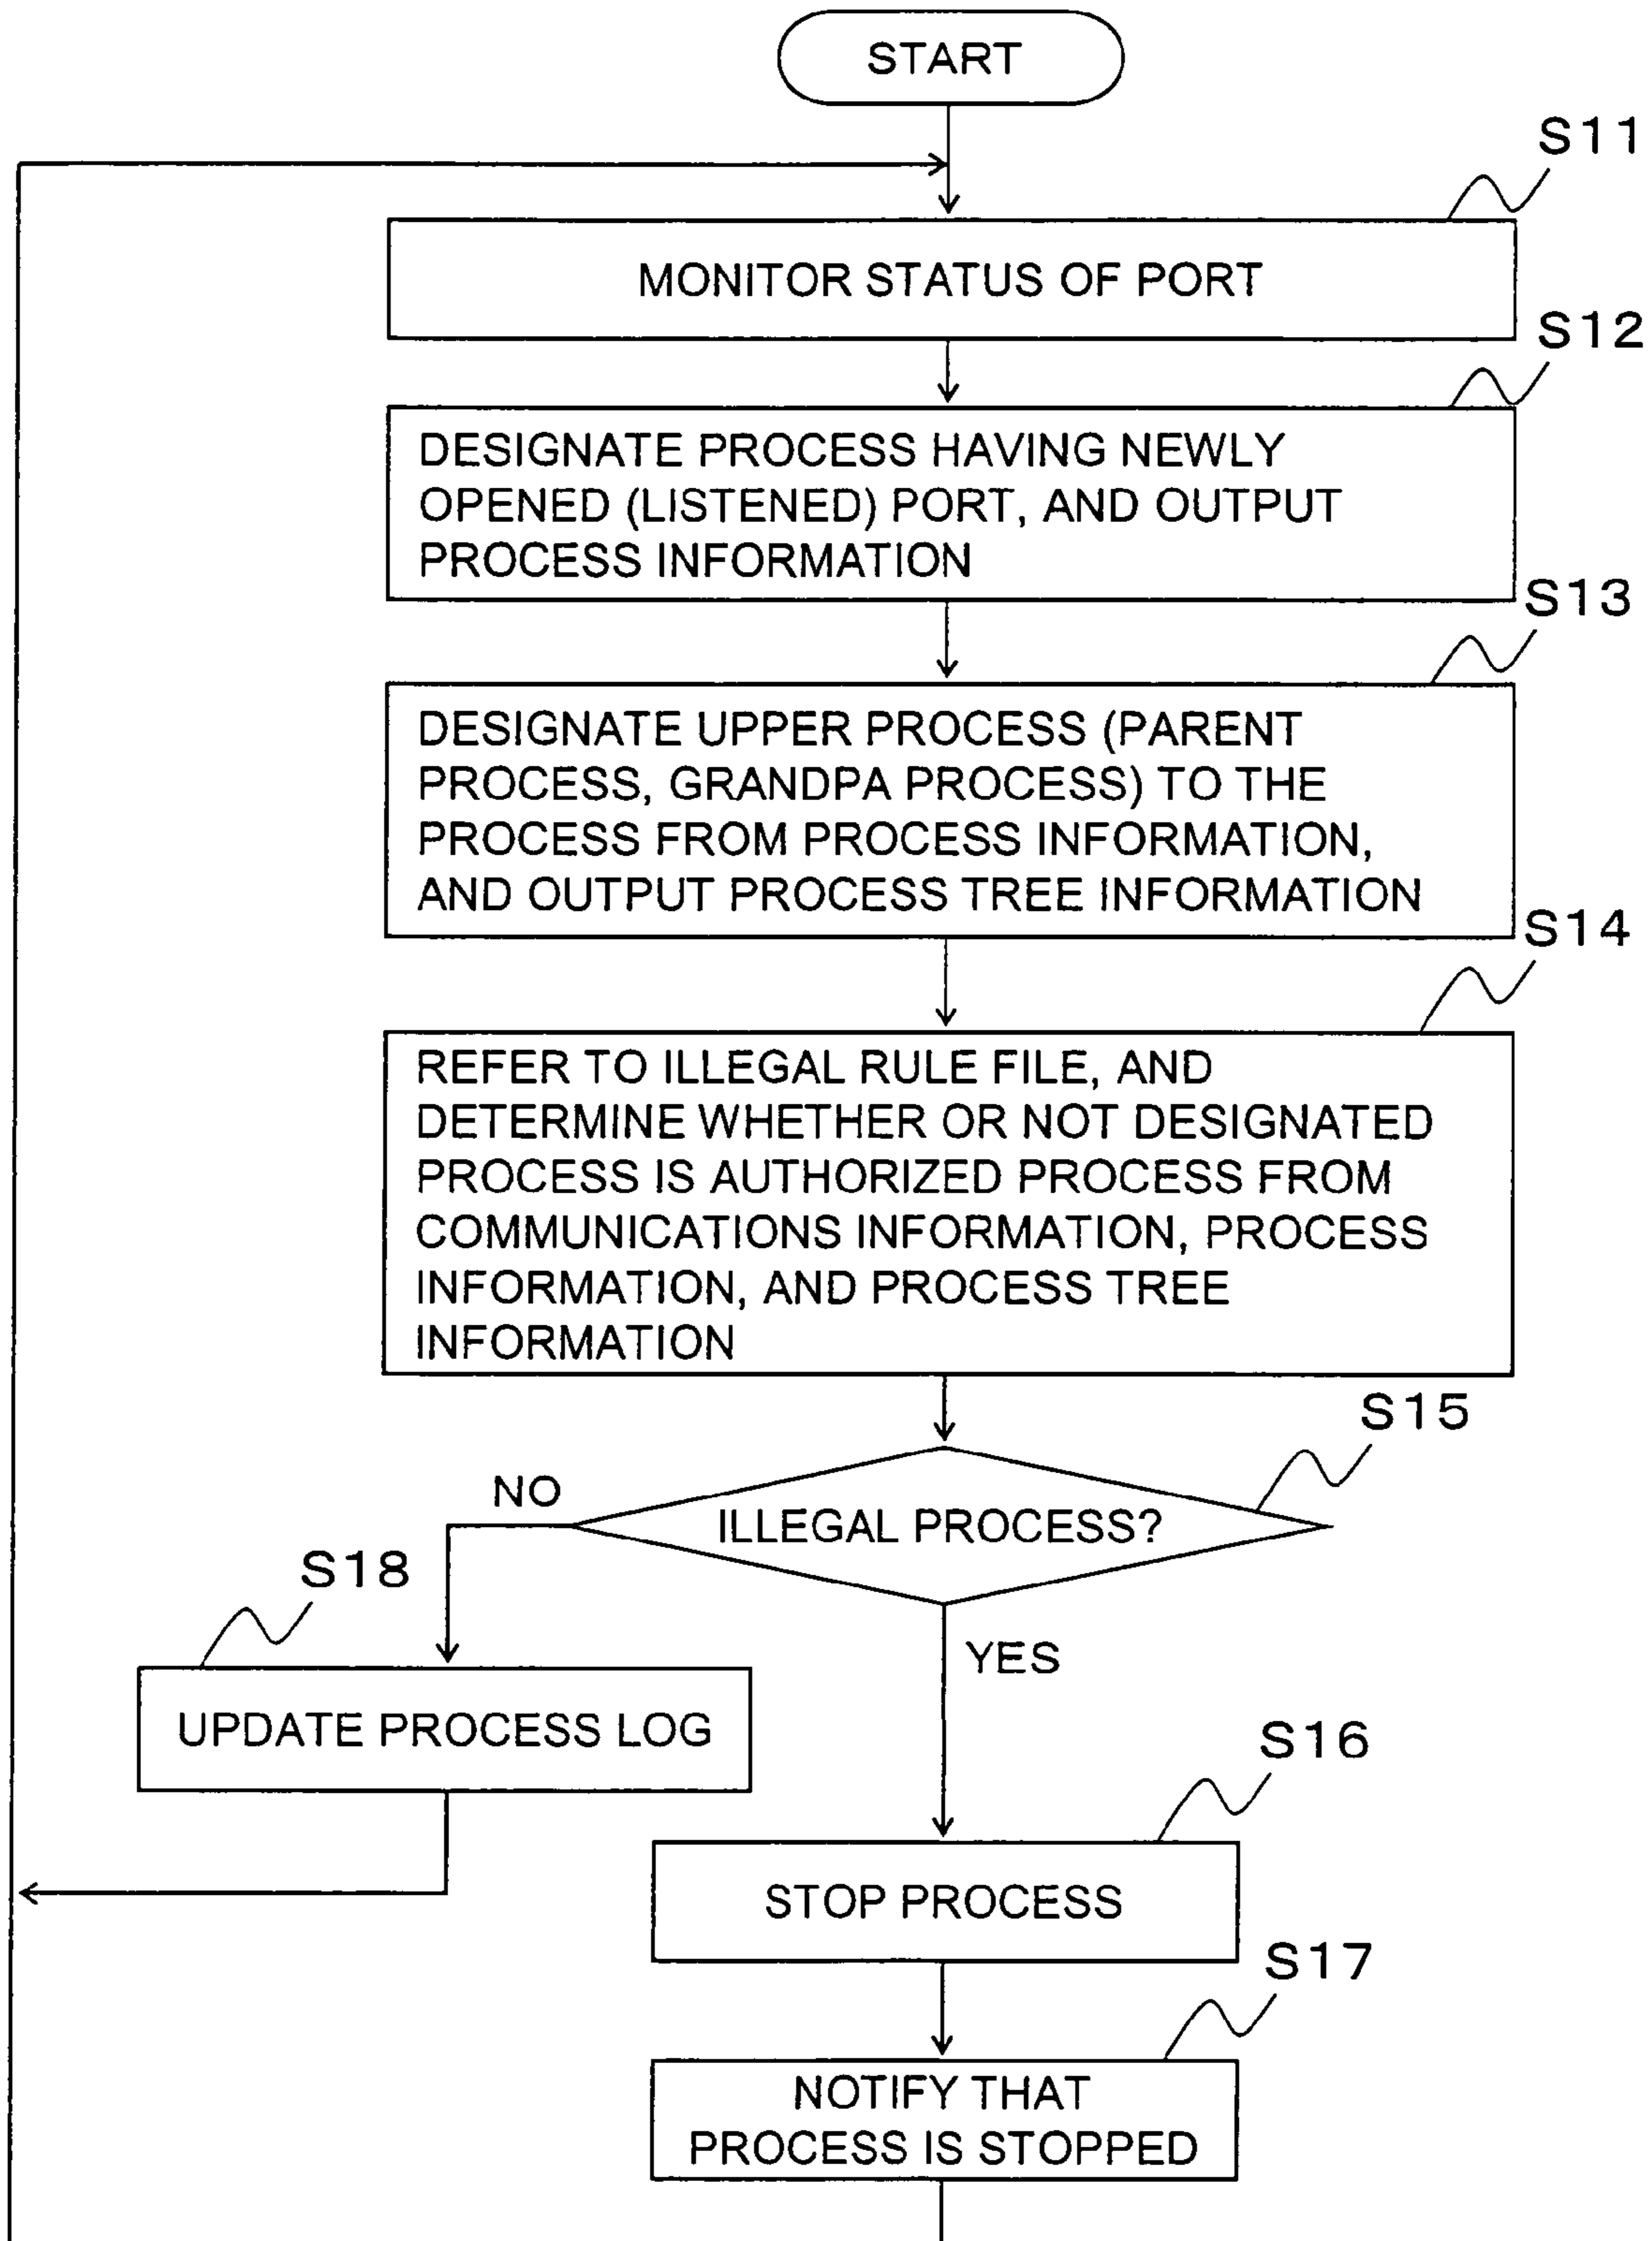 START
S11
MONITOR STATUS OF PORT
S12
DESIGNATE PROCESS HAVING NEWLY
OPENED (LISTENED) PORT, AND OUTPUT
PROCESS INFORMATION
S13
DESIGNATE UPPER PROCESS (PARENT
PROCESS, GRANDPA PROCESS) TO THE
PROCESS FROM PROCESS INFORMATION,
AND OUTPUT PROCESS TREE INFORMATION
S14
REFER TO ILLEGAL RULE FILE, AND
DETERMINE WHETHER OR NOT DESIGNATED
PROCESS IS AUTHORIZED PROCESS FROM
COMMUNICATIONS INFORMATION, PROCESS
INFORMATION, AND PROCESS TREE
INFORMATION
S15
NO
ILLEGAL PROCESS?
S18
YES
UPDATE PROCESS LOG
S16
STOP PROCESS
S17
NOTIFY THAT
PROCESS IS STOPPED